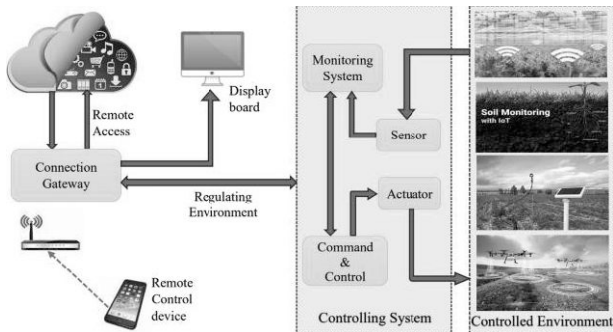 Remote
Access
Display
board
Connection
Gateway
Regulating
Environment
Remote
Control
device
Monitoring
System
Sensor
Actuator
Command
&
Control
Controlling System
Soil Monitoring
with IoT
Controlled Environment